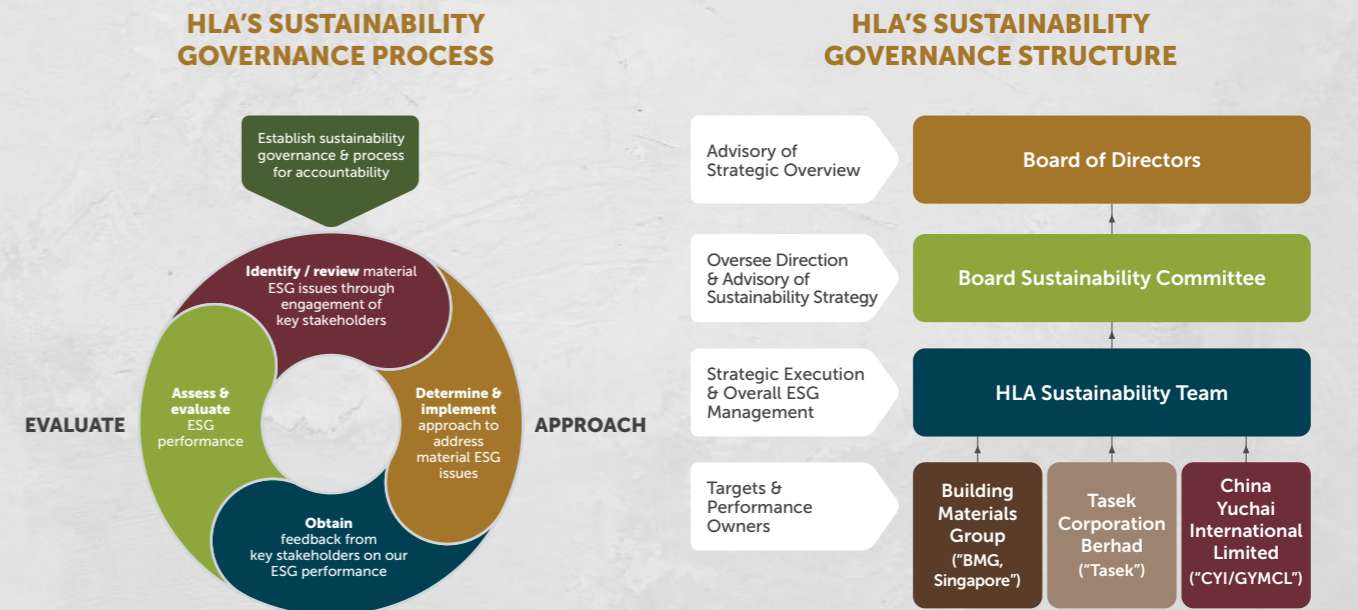 HLA'S SUSTAINABILITY
GOVERNANCE PROCESS
Establish sustainability
governance & process
for accountability
Identify / review material
ESG issues through
engagement of
key stakeholders
Determine &
implement
approach to
address
material ESG
issues
APPROACH
Obtain
feedback from
key stakeholders on our
ESG performance
Assess &
evaluate
ESG
performance
EVALUATE
HLA'S SUSTAINABILITY
GOVERNANCE STRUCTURE
Advisory of
Strategic Overview
Board of Directors
Oversee Direction
& Advisory of
Sustainability Strategy
Board Sustainability Committee
Strategic Execution
& Overall ESG
Management
HLA Sustainability Team
Targets &
Performance
Owners
Building
Materials
Group
("BMG,
Singapore")
Tasek
Corporation
Berhad
("Tasek")
China
Yuchai
International
Limited
("CYI/GYMCL")